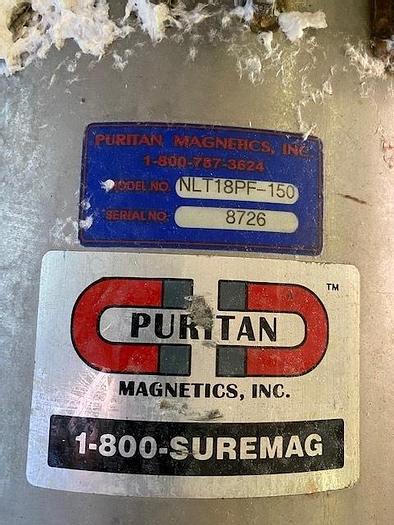 PURITAN MAGNETICS, INC.
1-800-787-3624
MODEL NO. NLT18PF-150
SERIAL NO. 8726
TM
PURITAN
MAGNETICS, INC.
1-800-SUREMAG